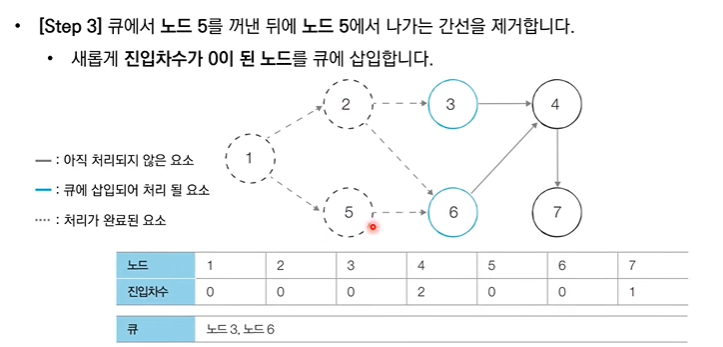 • [Step 3] 큐에서 노드 5를 꺼낸 뒤에 노드 5에서 나가는 간선을 제거합니다.
• 새롭게 진입차수가 0이 된 노드를 큐에 삽입합니다.
2 3 4
1
: 아직 처리되지 않은 요소
: 큐에 삽입되어 처리 될 요소
: 처리가 완료된 요소
5 6 7
노드 1 2 3 4 5 6 7
진입차수 0 0 0 2 0 0 1
큐 노드 3, 노드 6